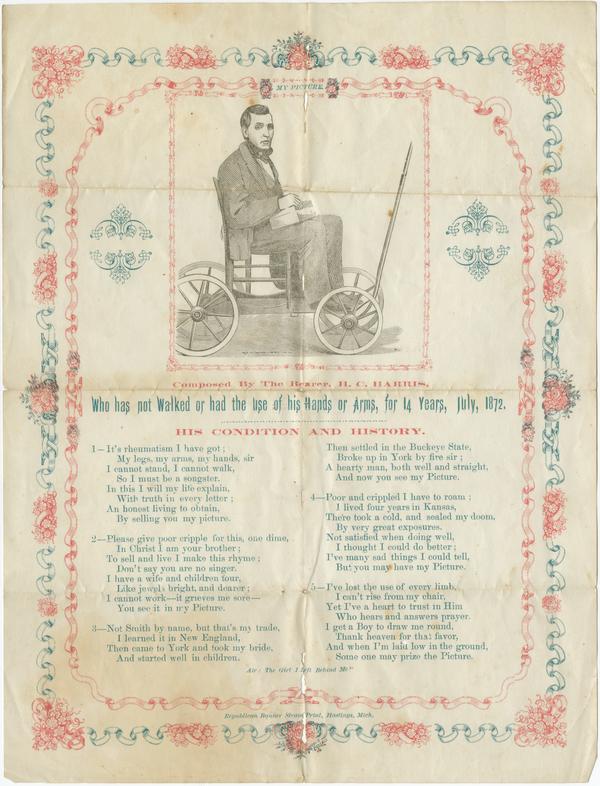 MY PICTURE
Composed By The Bearer, H. C. HARRIS,
Who has not Walked or had the use of his Hands or Arms, for 14 Years, July, 1872.
HIS CONDITION AND HISTORY.
1—It's rheumatism I have got ;
My legs, my arms, my hands, sir
I cannot stand, I cannot walk,
So I must be a songster.
In this I will my life explain,
With truth in every letter ;
An honest living to obtain,
By selling you my picture.
2—Please give poor cripple for this, one dime,
In Christ I am your brother ;
To sell and live I make this rhyme ;
Don't say you are no singer.
I have a wife and children four,
Like jewels bright, and dearer ;
I cannot work—it grieves me sore—
You see it in my Picture.
3—Not Smith by name, but that's my trade,
I learned it in New England,
Then came to York and took my bride,
And started well in children.
Then settled in the Buckeye State,
Broke up in York by fire sir ;
A hearty man, both well and straight,
And now you see my Picture.
4—Poor and crippled I have to roam ;
I lived four years in Kansas,
There took a cold, and sealed my doom,
By very great exposures.
Not satisfied when doing well,
I thought I could do better ;
I've many sad things I could tell,
But you may have my Picture.
5—I've lost the use of every limb,
I can't rise from my chair,
Yet I've a heart to trust in Him
Who hears and answers prayer.
I get a Boy to draw me round,
Thank heaven for that favor,
And when I'm laid low in the ground,
Some one may prize the Picture.
Air: The Girl I Left Behind Me"
Republican Banner Steam Print, Hastings, Mich.